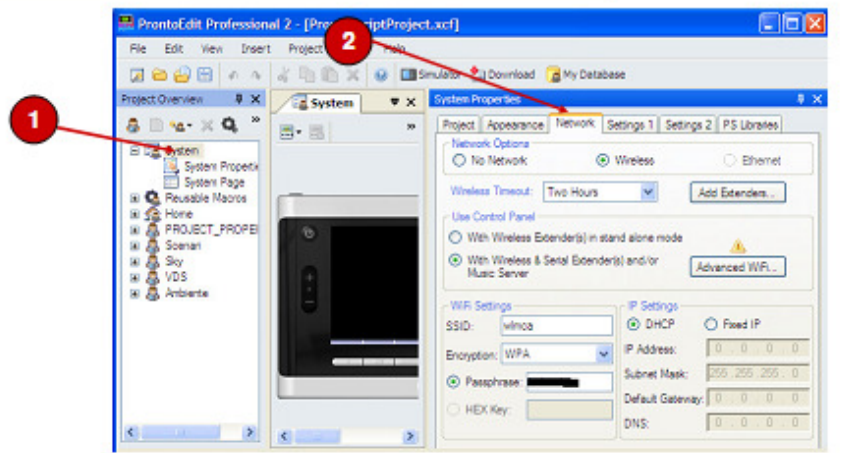 ProntoEdit Professional 2 - [Pro iptProject.xcf]
2
File Edit View Insert Project Help
Simulator Download My Database
1
Project Overview
System
System Properties
Project Appearance Network Settings 1 Settings 2 PS Libraries
System
System Properti
System Page
Reusable Macros
Home
PROJECT_PROPE
Scenari
Sky
VDS
Ambiente
Network Options
No Network Wireless Ethernet
Wireless Timeout: Two Hours Add Extenders...
Use Control Panel
With Wireless Extender(s) in stand alone mode
With Wireless & Serial Extender(s) and/or
Music Server
Advanced WiFi...
WiFi Settings
SSID: wimoa
Encryption: WPA
Passphrase:
HEX Key:
IP Settings
DHCP Fixed IP
IP Address: 0 . 0 . 0 . 0
Subnet Mask: 255 . 255 . 255 . 0
Default Gateway: 0 . 0 . 0 . 0
DNS: 0 . 0 . 0 . 0